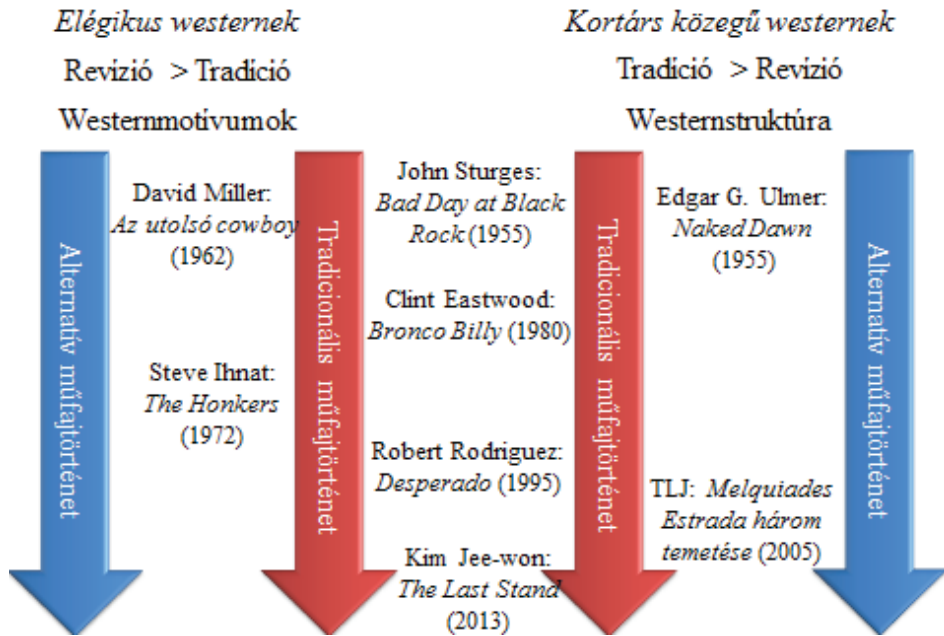 Elégikus westernek
Revízió > Tradíció
Westernmotívumok
Kortárs közegű westernek
Tradíció > Revízió
Westernstruktúra
Alternatív műfajtörténet
David Miller:
Az utolsó cowboy
(1962)
Steve Ihnat:
The Honkers
(1972)
Tradicionális műfajtörténet
John Sturges:
Bad Day at Black
Rock (1955)
Clint Eastwood:
Bronco Billy (1980)
Robert Rodriguez:
Desperado (1995)
Kim Jee-won:
The Last Stand
(2013)
Tradicionális műfajtörténet
Edgar G. Ulmer:
Naked Dawn
(1955)
TLJ: Melquiades
Estrada három
temetése (2005)
Alternatív műfajtörténet